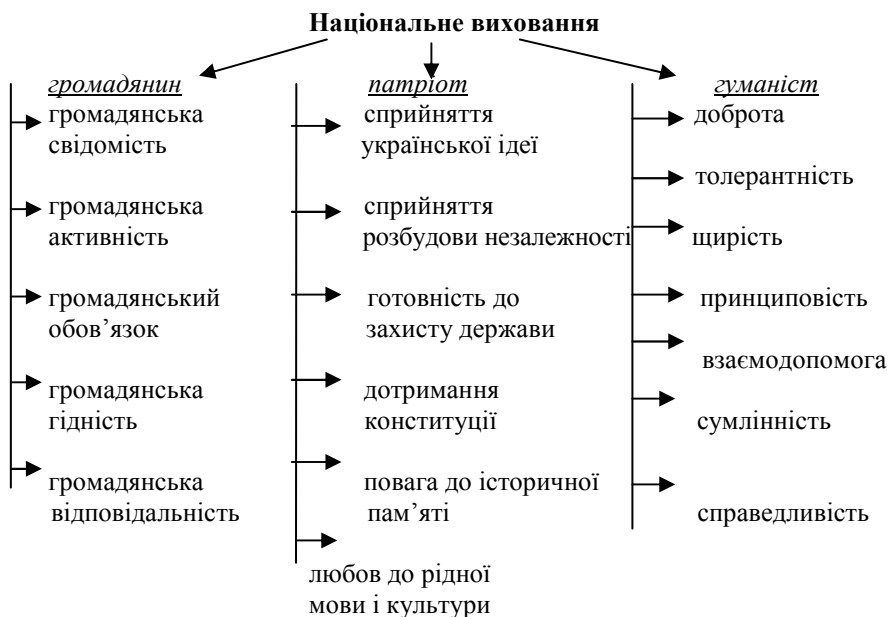 Національне виховання
громадянин
громадянська
свідомість
громадянська
активність
громадянський
обов’язок
громадянська
гідність
громадянська
відповідальність
патріот
сприйняття
української ідеї
сприйняття
розбудови незалежності
готовність до
захисту держави
дотримання
конституції
повага до історичної
пам’яті
любов до рідної
мови і культури
гуманіст
доброта
толерантність
щирість
принциповість
взаємодопомога
сумлінність
справедливість